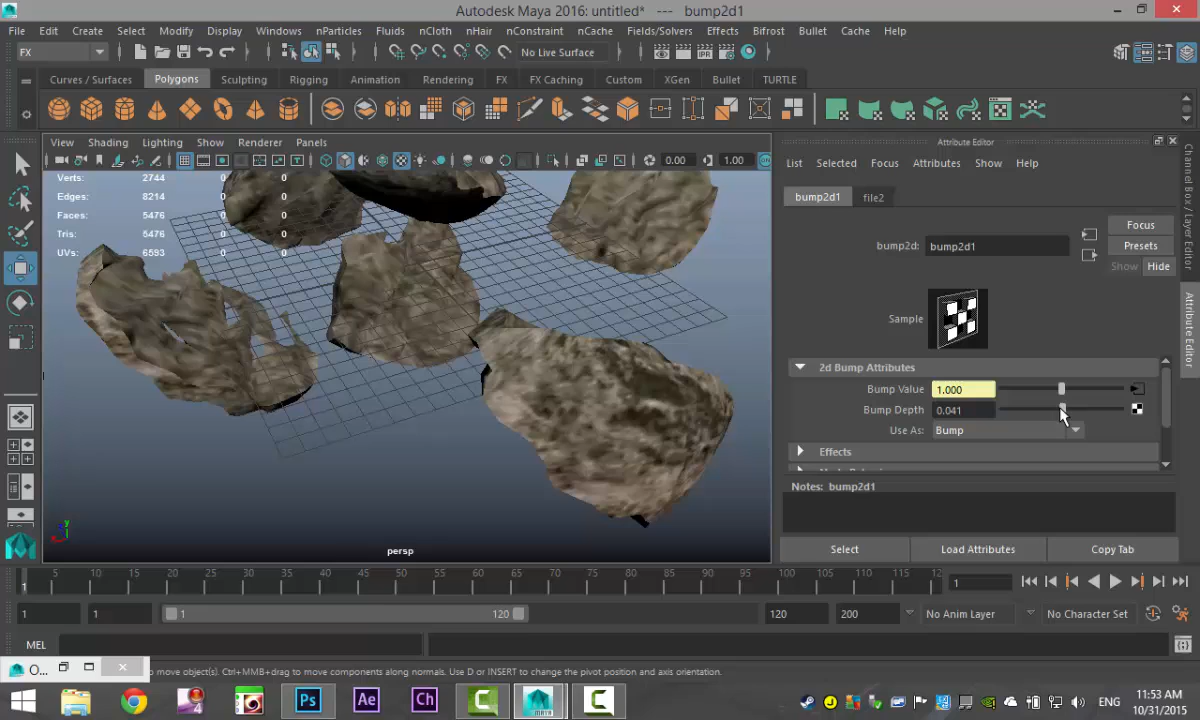 Autodesk Maya 2016: untitled* --- bump2d1
File Edit Create Select Modify Display Windows nParticles Fluids nCloth nHair nConstraint nCache Fields/Solvers Effects Bifrost Bullet Cache Help
FX No Live Surface
Curves / Surfaces Polygons Sculpting Rigging Animation Rendering FX FX Caching Custom XGen Bullet TURTLE
View Shading Lighting Show Renderer Panels
0.00 1.00
Verts: 2744 0 0
Edges: 8214 0 0
Faces: 5476 0 0
Tris: 5476 0 0
UVs: 6593 0 0
persp
Attribute Editor
List Selected Focus Attributes Show Help
bump2d1 file2
Focus
bump2d: bump2d1
Presets
Show Hide
Sample
2d Bump Attributes
Bump Value 1.000
Bump Depth 0.041
Use As: Bump
Effects
Notes: bump2d1
Select Load Attributes Copy Tab
Channel Box / Layer Editor
Attribute Editor
5 10 15 20 25 30 35 40 45 50 55 60 65 70 75 80 85 90 95 100 105 110 115 12
1 1
1 1 1 120 120 200 No Anim Layer No Character Set
MEL
O... to move object(s). Ctrl+MMB+drag to move components along normals. Use D or INSERT to change the pivot position and axis orientation.
4 Ps Ae Ch C MAYA C
ENG
11:53 AM
10/31/2015